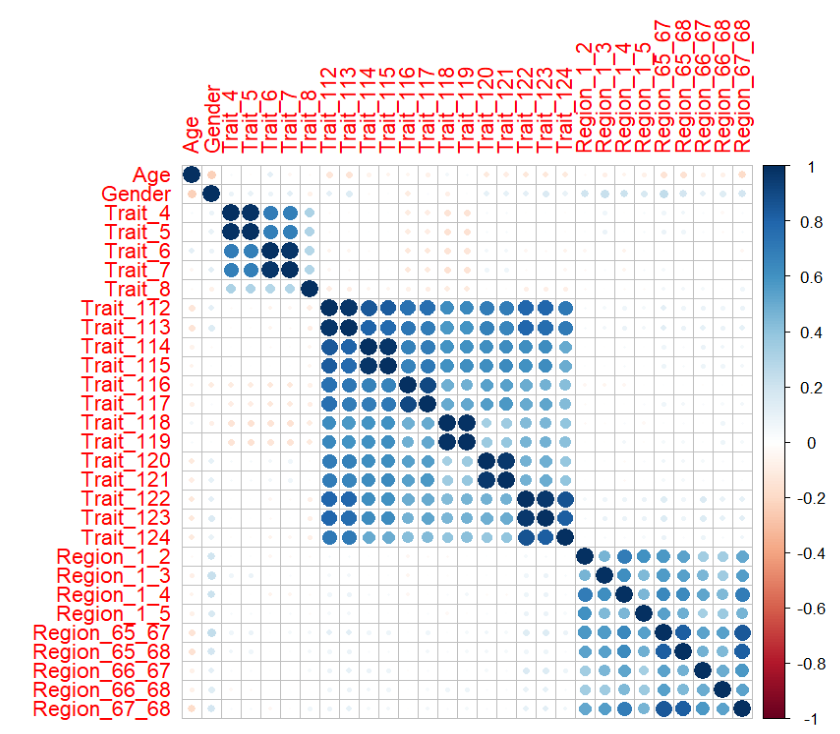 Age
Gender
Trait_4
Trait_5
Trait_6
Trait_7
Trait_8
Trait_112
Trait_113
Trait_114
Trait_115
Trait_116
Trait_117
Trait_118
Trait_119
Trait_120
Trait_121
Trait_122
Trait_123
Trait_124
Region_1_2
Region_1_3
Region_1_4
Region_1_5
Region_65_67
Region_65_68
Region_66_67
Region_66_68
Region_67_68
Age
Gender
Trait_4
Trait_5
Trait_6
Trait_7
Trait_8
Trait_112
Trait_113
Trait_114
Trait_115
Trait_116
Trait_117
Trait_118
Trait_119
Trait_120
Trait_121
Trait_122
Trait_123
Trait_124
Region_1_2
Region_1_3
Region_1_4
Region_1_5
Region_65_67
Region_65_68
Region_66_67
Region_66_68
Region_67_68
1
0.8
0.6
0.4
0.2
0
-0.2
-0.4
-0.6
-0.8
-1